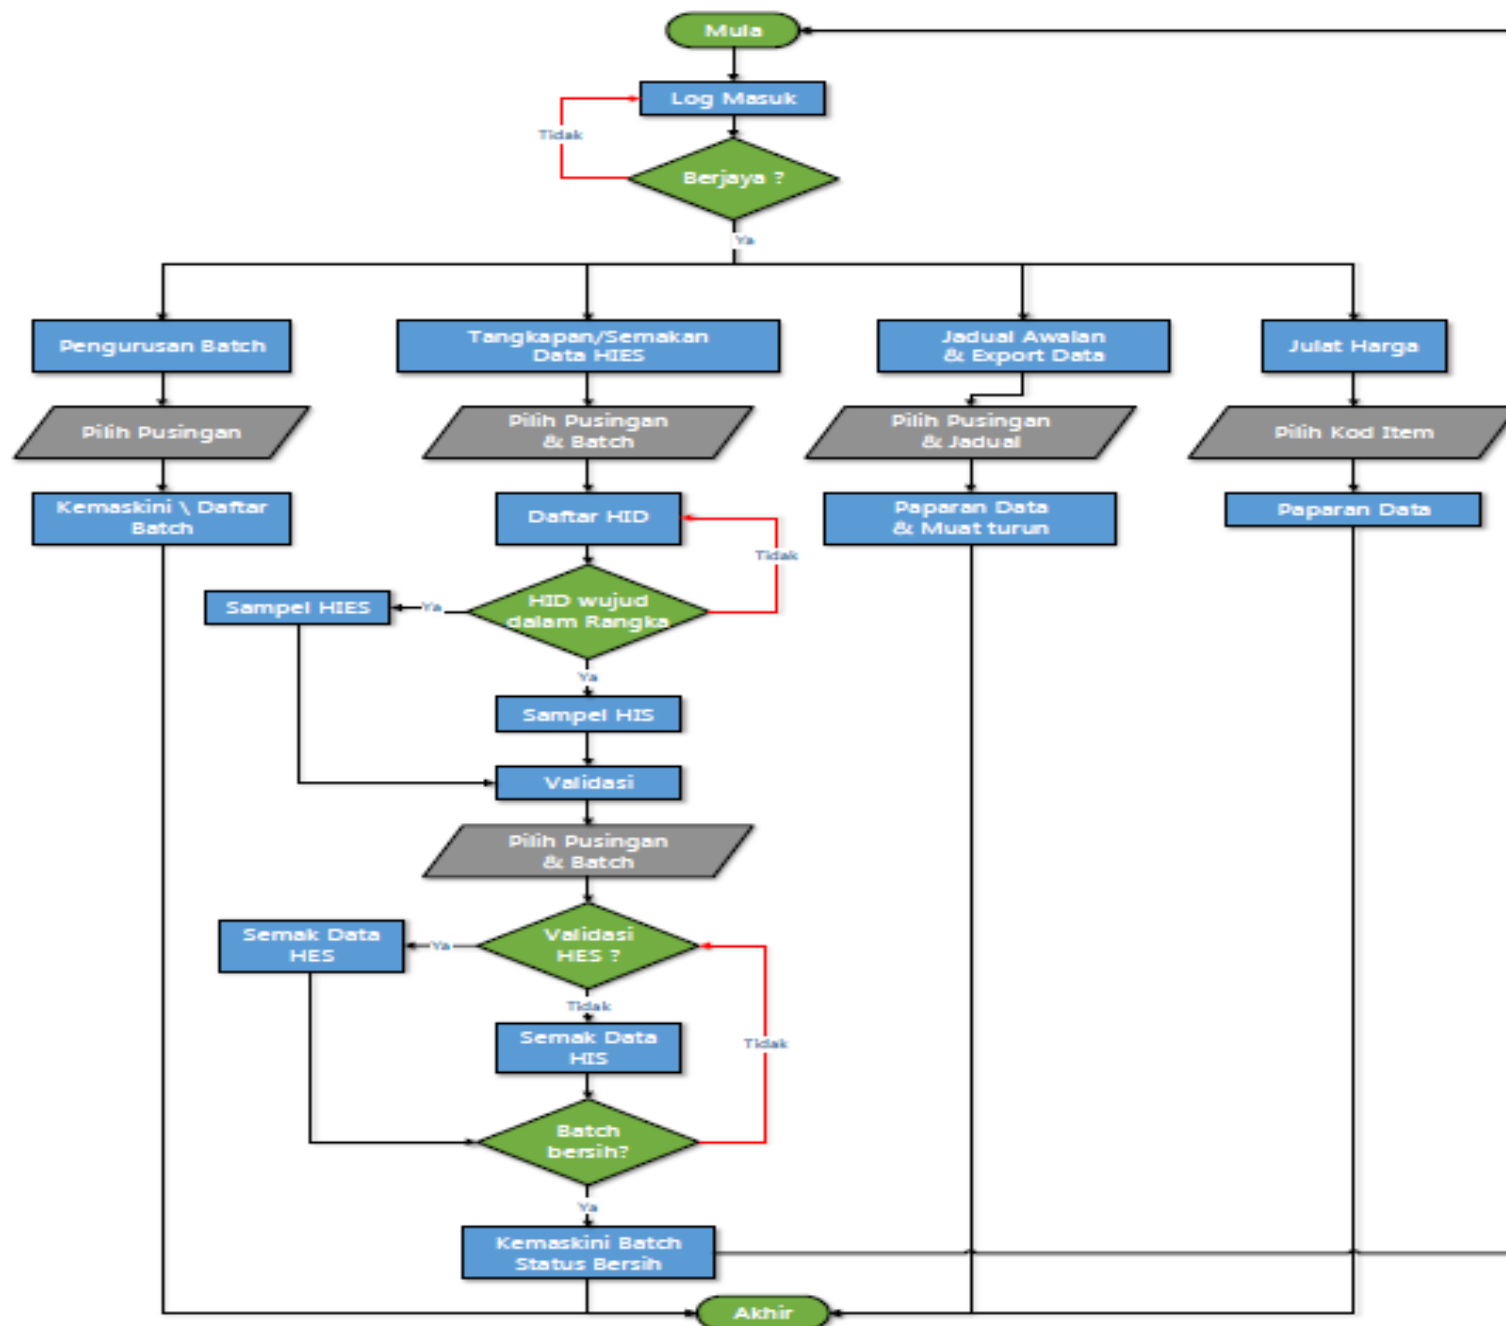 Mula
Log Masuk
Tidak
Berjaya ?
Ya
Pengurusan Batch
Tangkapan/Semakan
Data HIES
Jadual Awalan
& Export Data
Julat Harga
Pilih Pusingan
Pilih Pusingan
& Batch
Pilih Pusingan
& Jadual
Pilih Kod Item
Kemaskini \ Daftar
Batch
Daftar HID
Paparan Data
& Muat turun
Paparan Data
Tidak
Sampel HIES
Ya
HID wujud
dalam Rangka
Ya
Sampel HIS
Validasi
Pilih Pusingan
& Batch
Semak Data
HES
Ya
Validasi
HES ?
Tidak
Semak Data
HIS
Tidak
Batch
bersih?
Ya
Kemaskini Batch
Status Bersih
Akhir